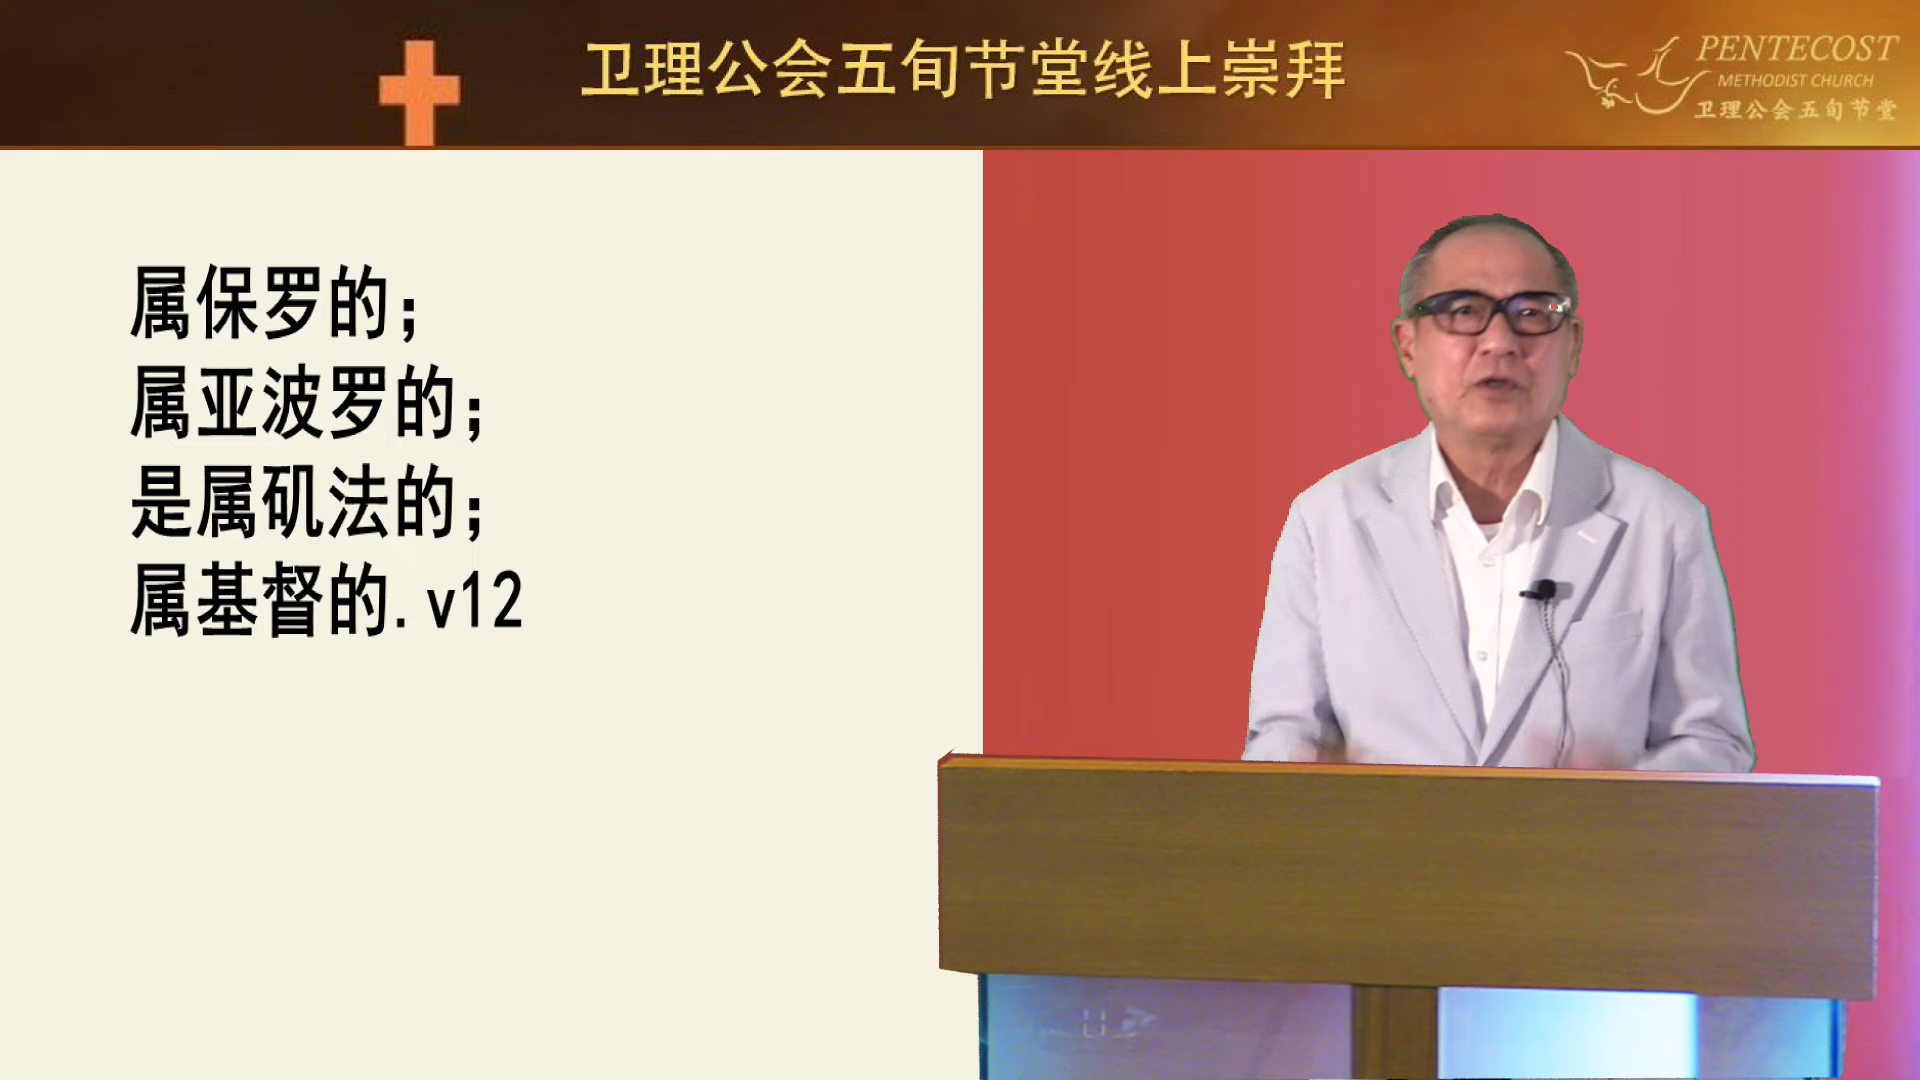 卫理公会五旬节堂线上崇拜
PENTECOST
METHODIST CHURCH
卫理公会五旬节堂
属保罗的；
属亚波罗的；
是属矶法的；
属基督的. v12